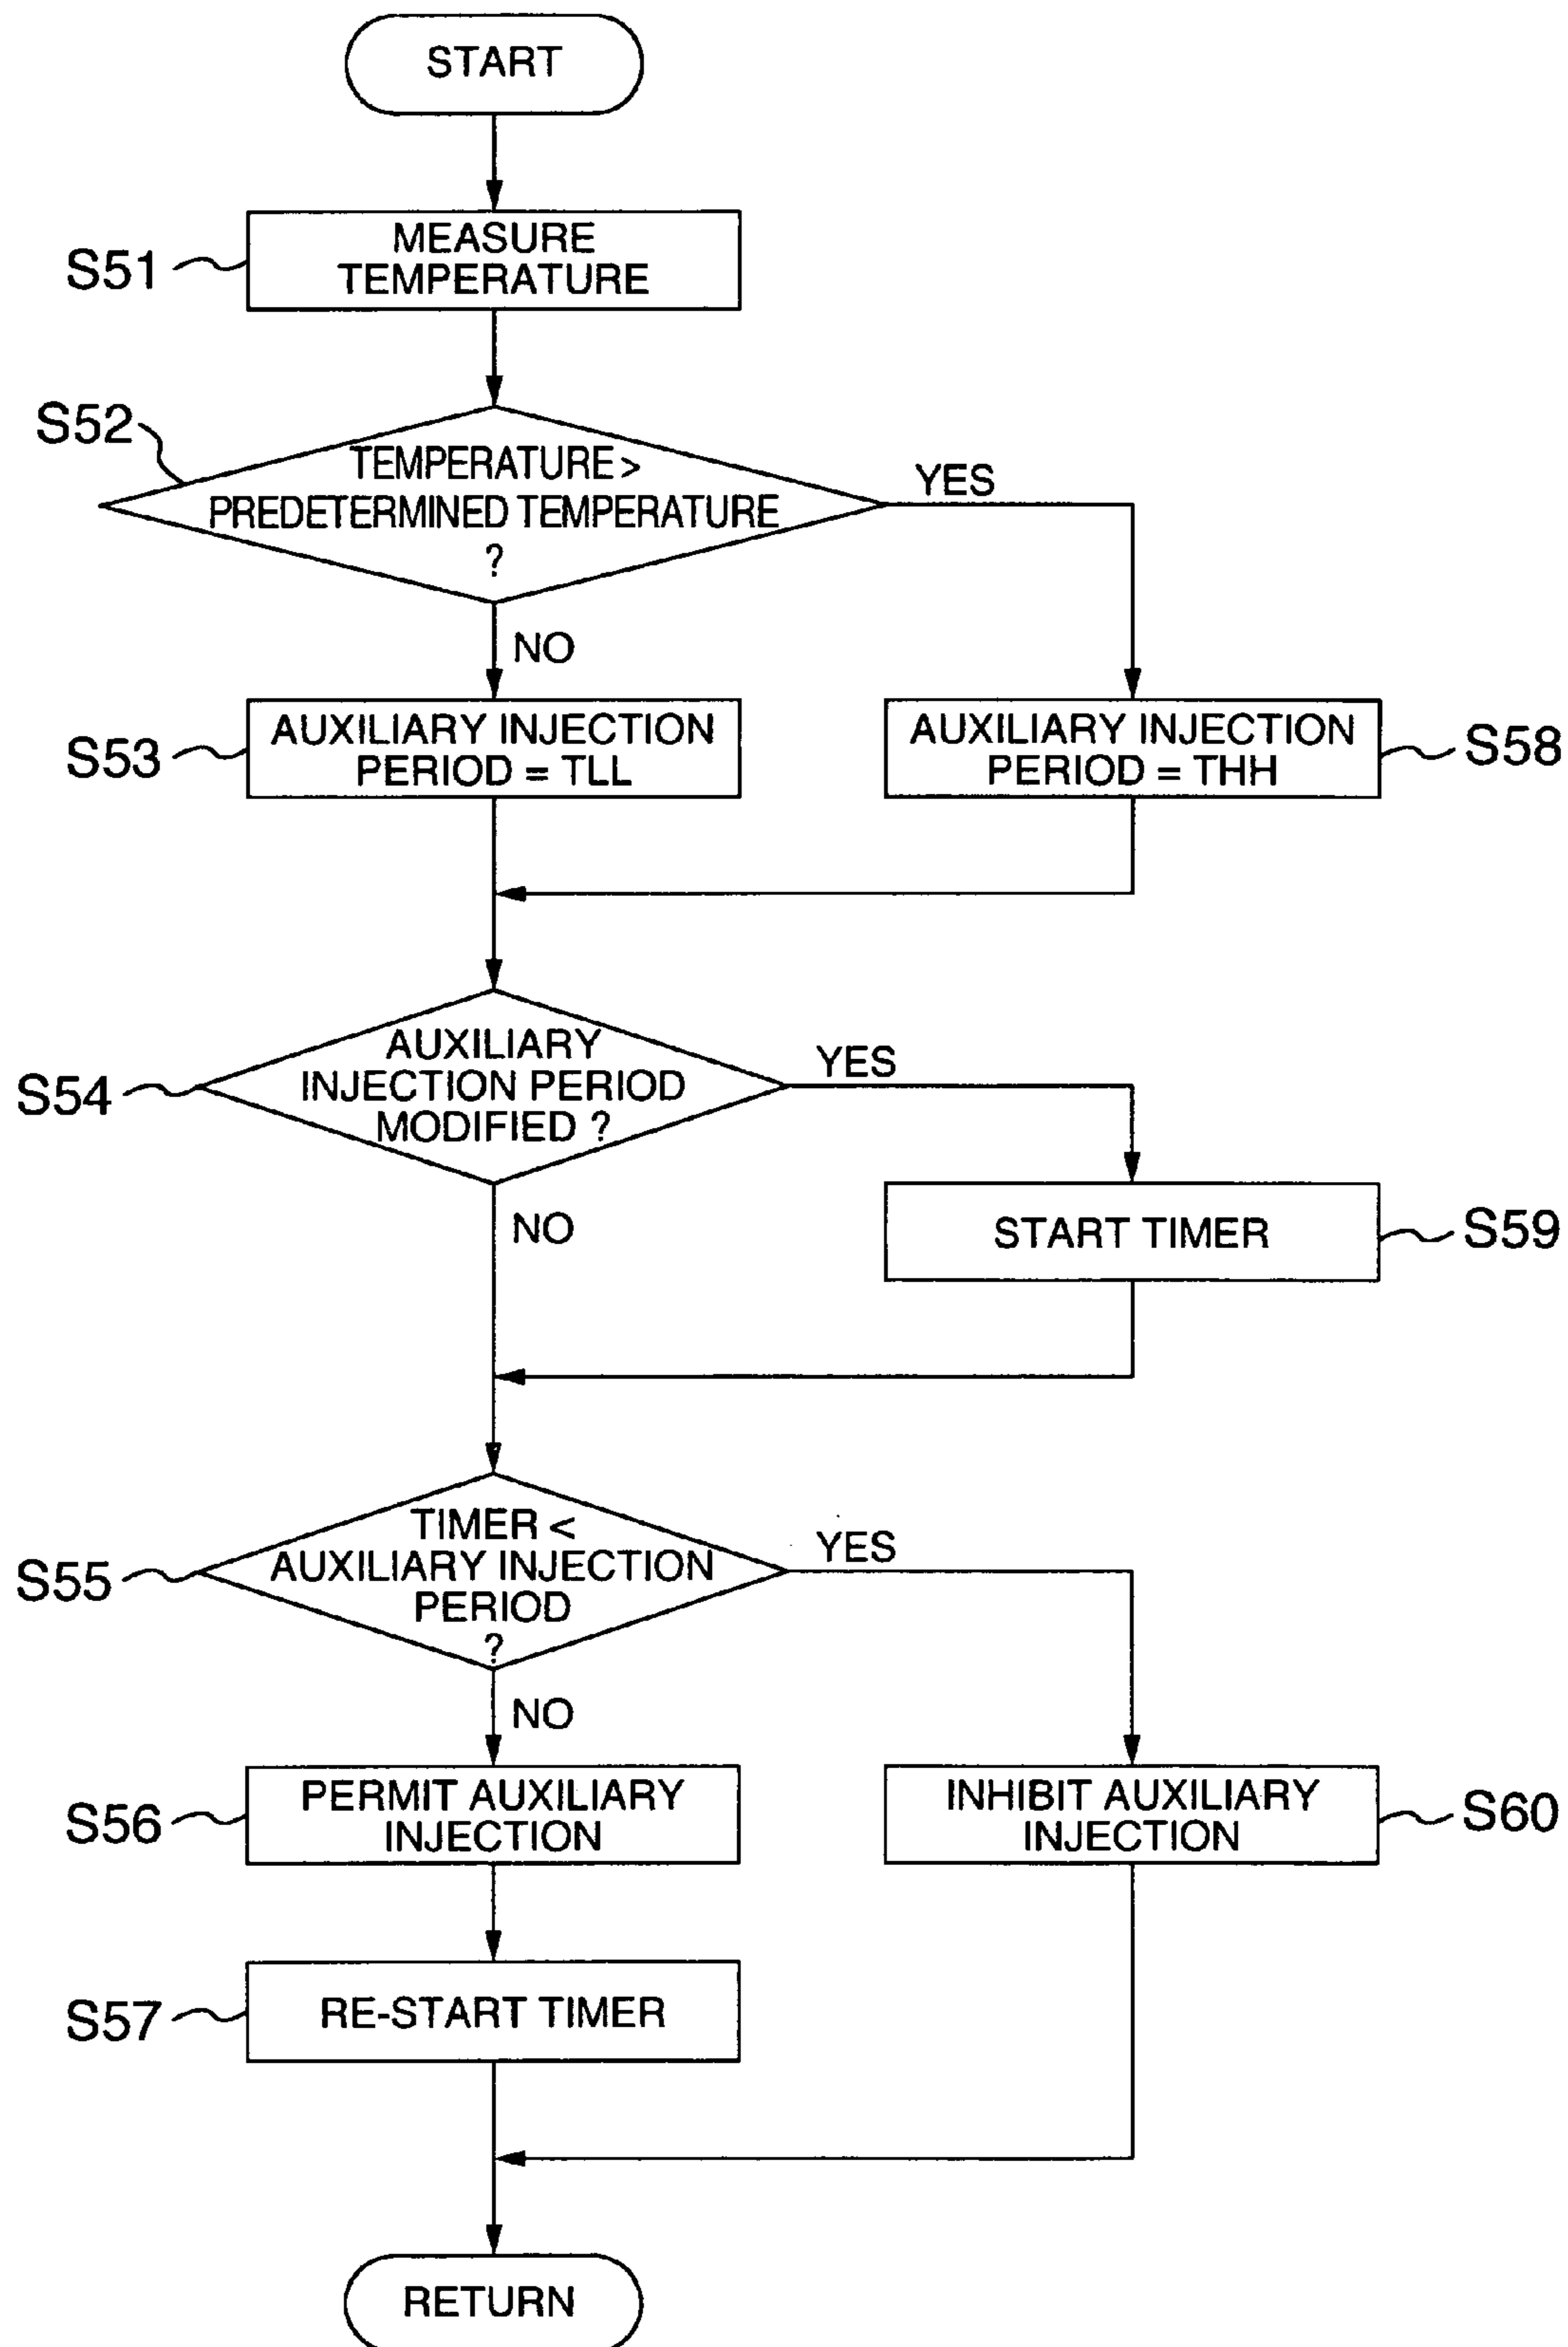 START
S51
MEASURE
TEMPERATURE
S52
TEMPERATURE >
PREDETERMINED TEMPERATURE
?
YES
NO
S53
AUXILIARY INJECTION
PERIOD = TLL
AUXILIARY INJECTION
PERIOD = THH
S58
S54
AUXILIARY
INJECTION PERIOD
MODIFIED ?
YES
NO
START TIMER
S59
S55
TIMER <
AUXILIARY INJECTION
PERIOD
?
YES
NO
S56
PERMIT AUXILIARY
INJECTION
INHIBIT AUXILIARY
INJECTION
S60
S57
RE-START TIMER
RETURN